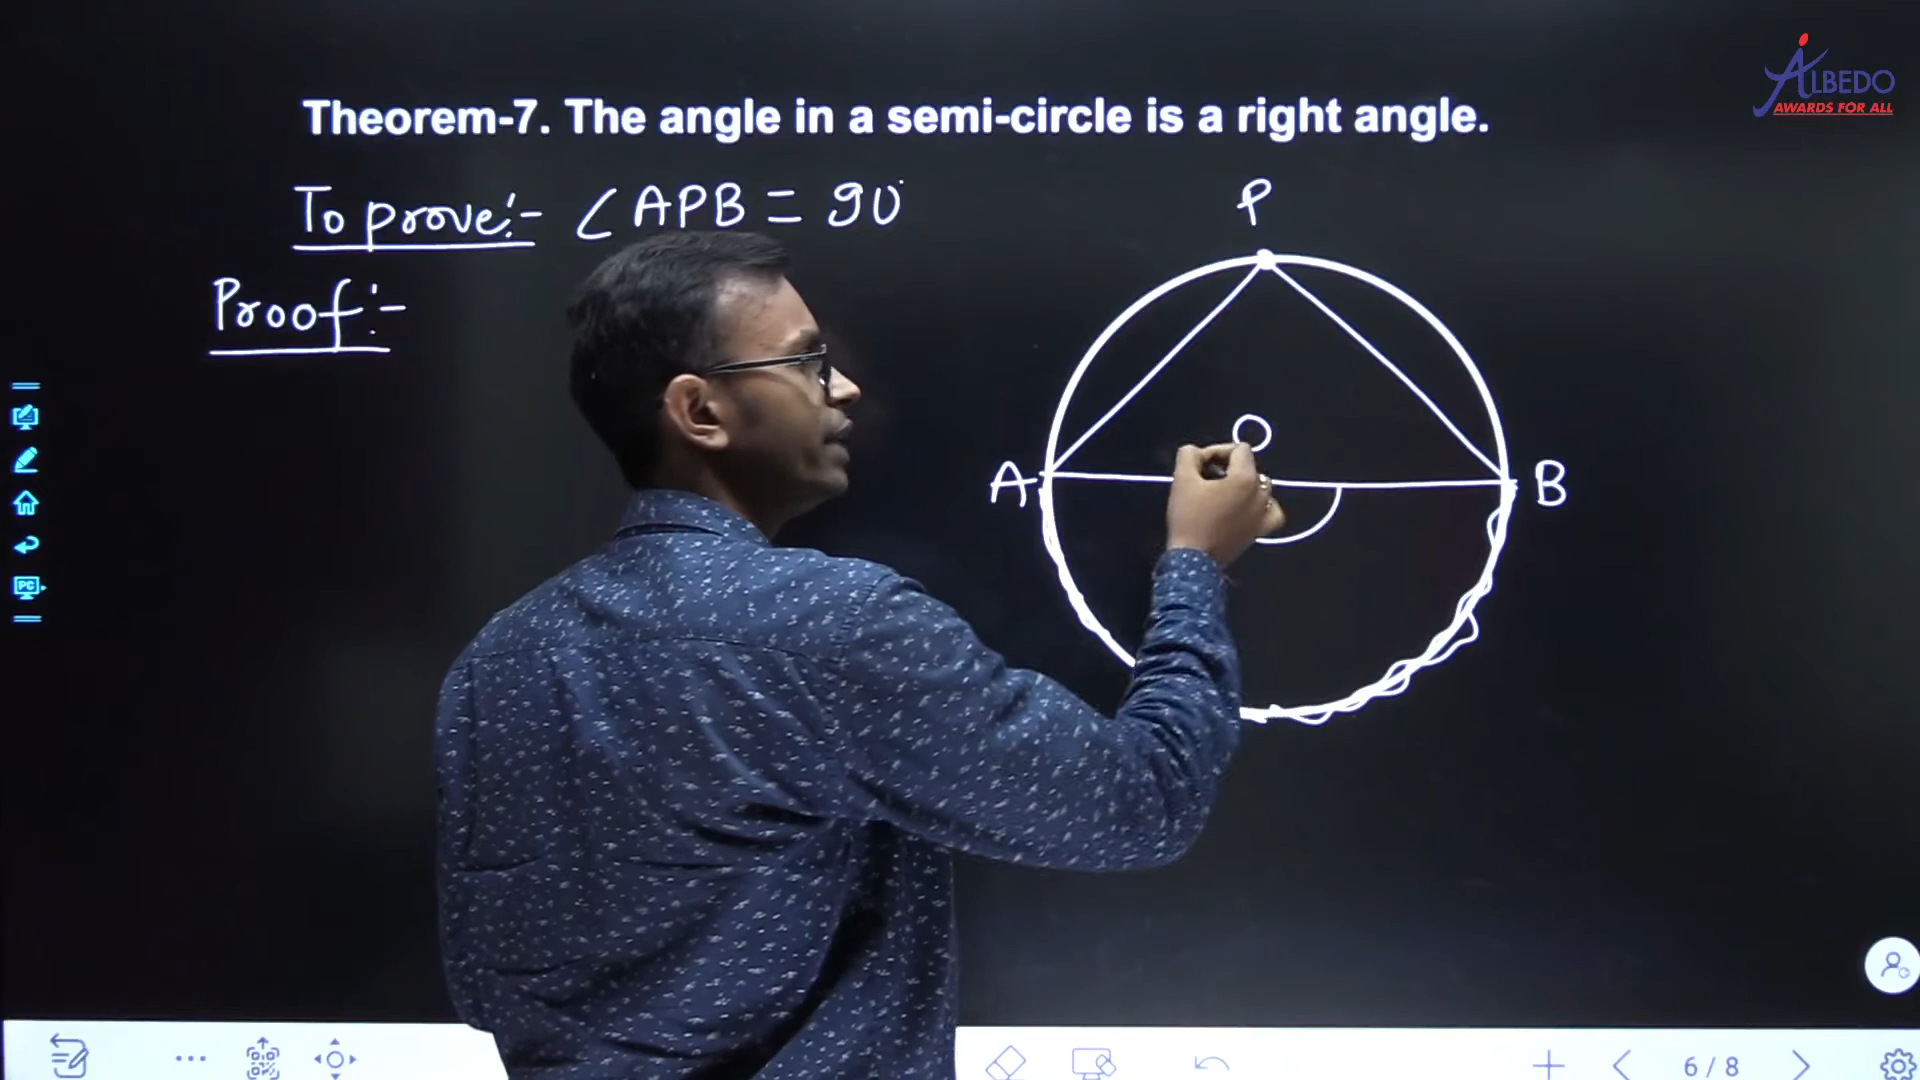 ALBEDO
AWARDS FOR ALL
Theorem-7. The angle in a semi-circle is a right angle.
To prove:- ∠APB = 90°
Proof:-
P
O
A
B
PC
6 / 8